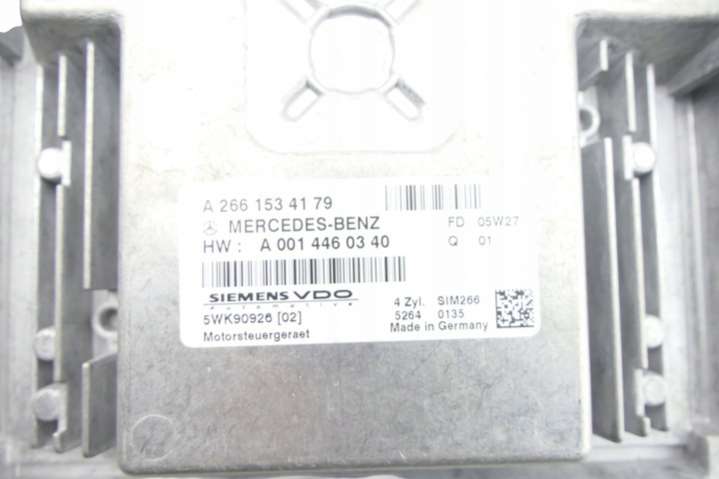 A 266 153 41 79
MERCEDES-BENZ FD 05W27
HW : A 001 446 03 40 Q 01
SIEMENS VDO
Automotive
4 Zyl. SIM266
5WK90926 [02] 5264 0135
Motorsteuergeraet Made in Germany